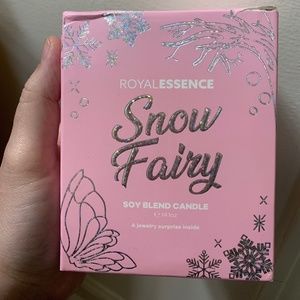 ROYALESSENCE
Snow
Fairy
SOY BLEND CANDLE
A jewelry surprise inside